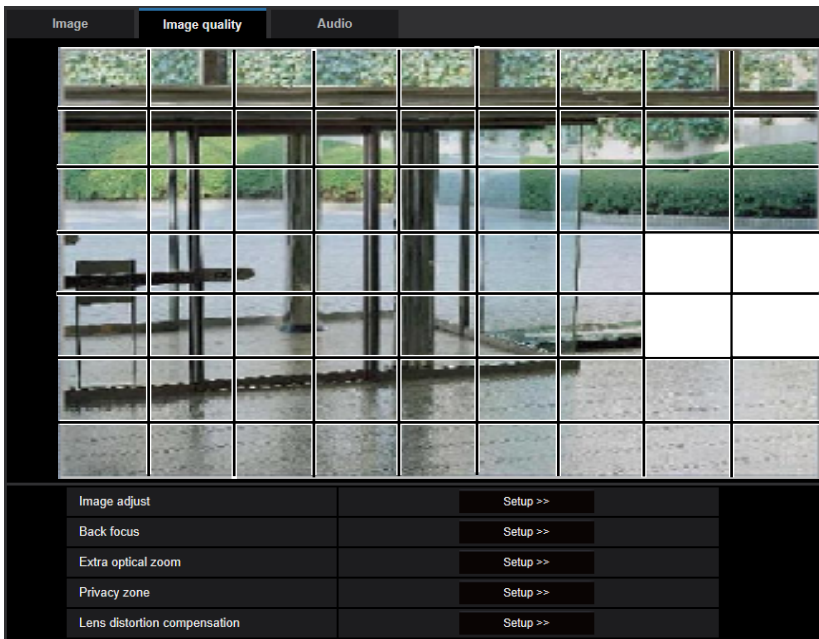 Image Image quality Audio
Image adjust Setup >>
Back focus Setup >>
Extra optical zoom Setup >>
Privacy zone Setup >>
Lens distortion compensation Setup >>